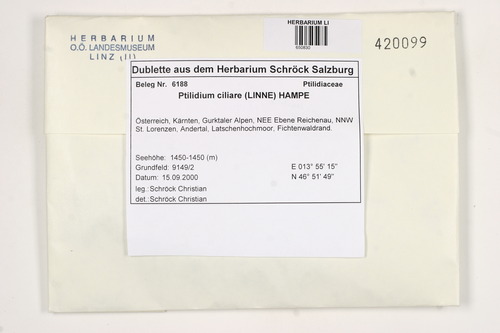 HERBARIUM
O.Ö. LANDESMUSEUM
LINZ (II)
HERBARIUM LI
650830
420099
Dublette aus dem Herbarium Schröck Salzburg
Beleg Nr. 6188 Ptilidiaceae
Ptilidium ciliare (LINNE) HAMPE
Österreich, Kärnten, Gurktaler Alpen, NEE Ebene Reichenau, NNW
St. Lorenzen, Andertal, Latschenhochmoor, Fichtenwaldrand.
Seehöhe: 1450-1450 (m) E 013° 55' 15"
Grundfeld: 9149/2 N 46° 51' 49"
Datum: 15.09.2000
leg.:Schröck Christian
det.:Schröck Christian